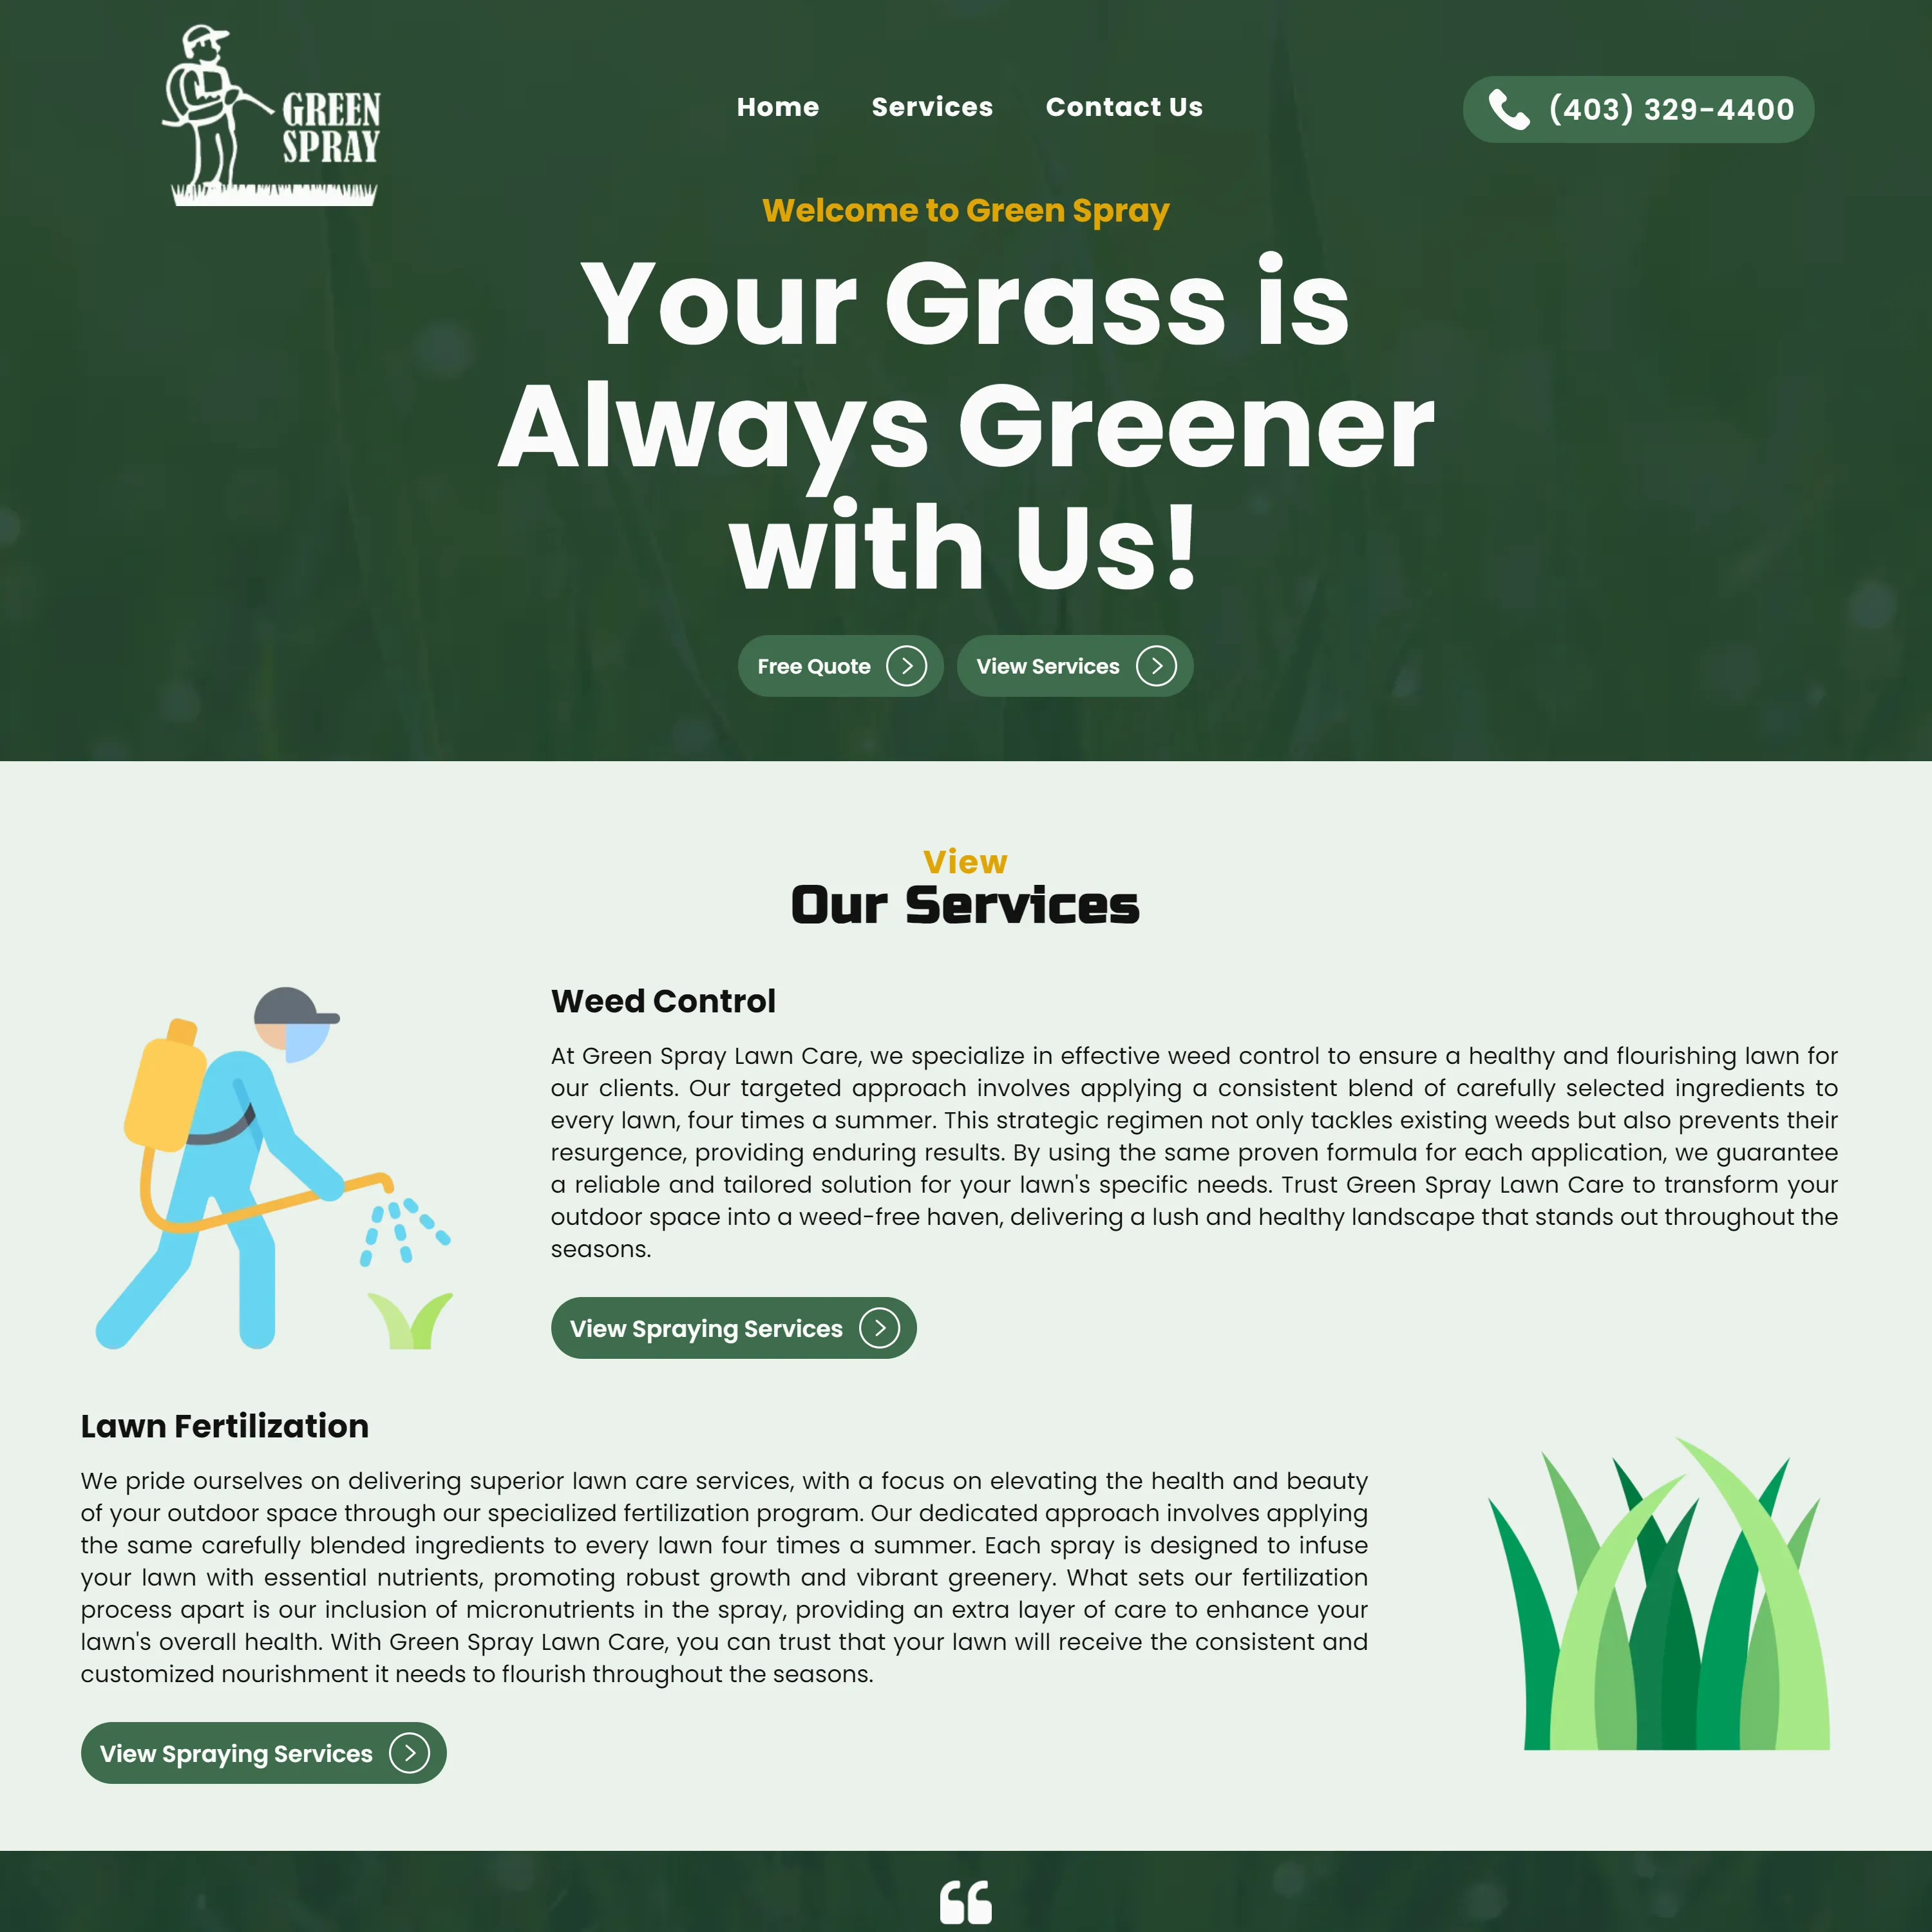 GREEN
SPRAY
Home Services Contact Us
(403) 329-4400
Welcome to Green Spray
Your Grass is
Always Greener
with Us!
Free Quote
View Services
View
Our Services
Weed Control
At Green Spray Lawn Care, we specialize in effective weed control to ensure a healthy and flourishing lawn for
our clients. Our targeted approach involves applying a consistent blend of carefully selected ingredients to
every lawn, four times a summer. This strategic regimen not only tackles existing weeds but also prevents their
resurgence, providing enduring results. By using the same proven formula for each application, we guarantee
a reliable and tailored solution for your lawn's specific needs. Trust Green Spray Lawn Care to transform your
outdoor space into a weed-free haven, delivering a lush and healthy landscape that stands out throughout the
seasons.
View Spraying Services
Lawn Fertilization
We pride ourselves on delivering superior lawn care services, with a focus on elevating the health and beauty
of your outdoor space through our specialized fertilization program. Our dedicated approach involves applying
the same carefully blended ingredients to every lawn four times a summer. Each spray is designed to infuse
your lawn with essential nutrients, promoting robust growth and vibrant greenery. What sets our fertilization
process apart is our inclusion of micronutrients in the spray, providing an extra layer of care to enhance your
lawn's overall health. With Green Spray Lawn Care, you can trust that your lawn will receive the consistent and
customized nourishment it needs to flourish throughout the seasons.
View Spraying Services